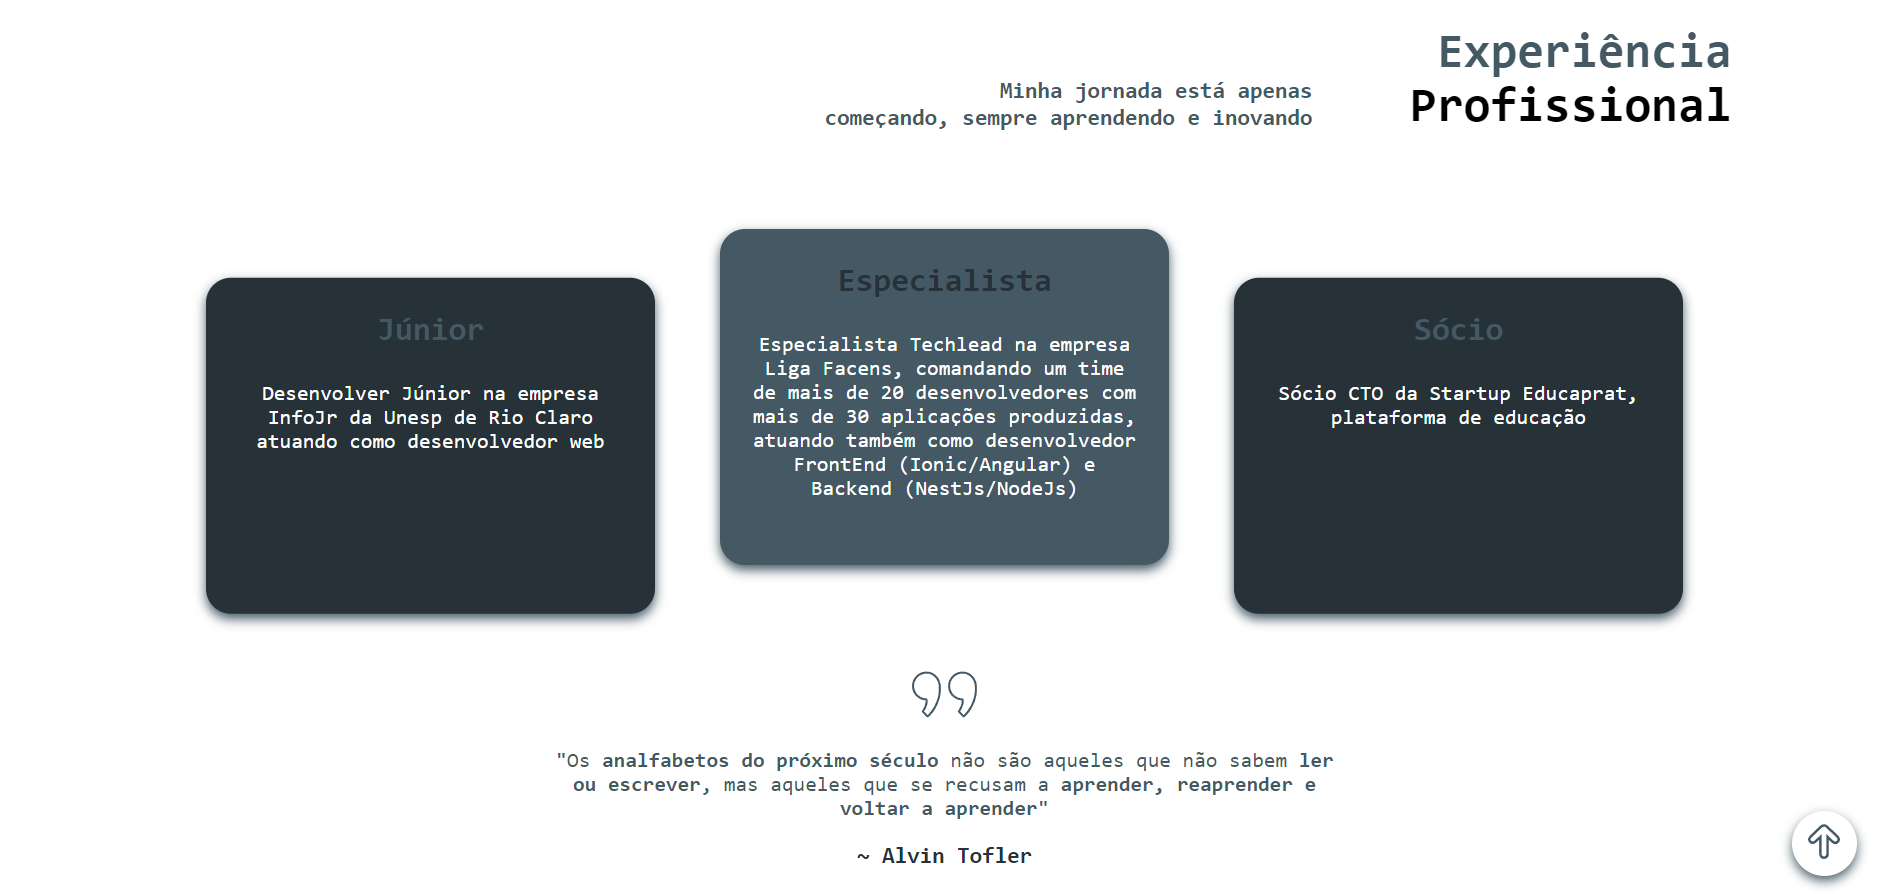 Experiência
Profissional
Minha jornada está apenas
começando, sempre aprendendo e inovando
Júnior
Desenvolver Júnior na empresa
InfoJr da Unesp de Rio Claro
atuando como desenvolvedor web
Especialista
Especialista Techlead na empresa
Liga Facens, comandando um time
de mais de 20 desenvolvedores com
mais de 30 aplicações produzidas,
atuando também como desenvolvedor
FrontEnd (Ionic/Angular) e
Backend (NestJs/NodeJs)
Sócio
Sócio CTO da Startup Educaprat,
plataforma de educação
"Os analfabetos do próximo século não são aqueles que não sabem ler
ou escrever, mas aqueles que se recusam a aprender, reaprender e
voltar a aprender"
~ Alvin Tofler